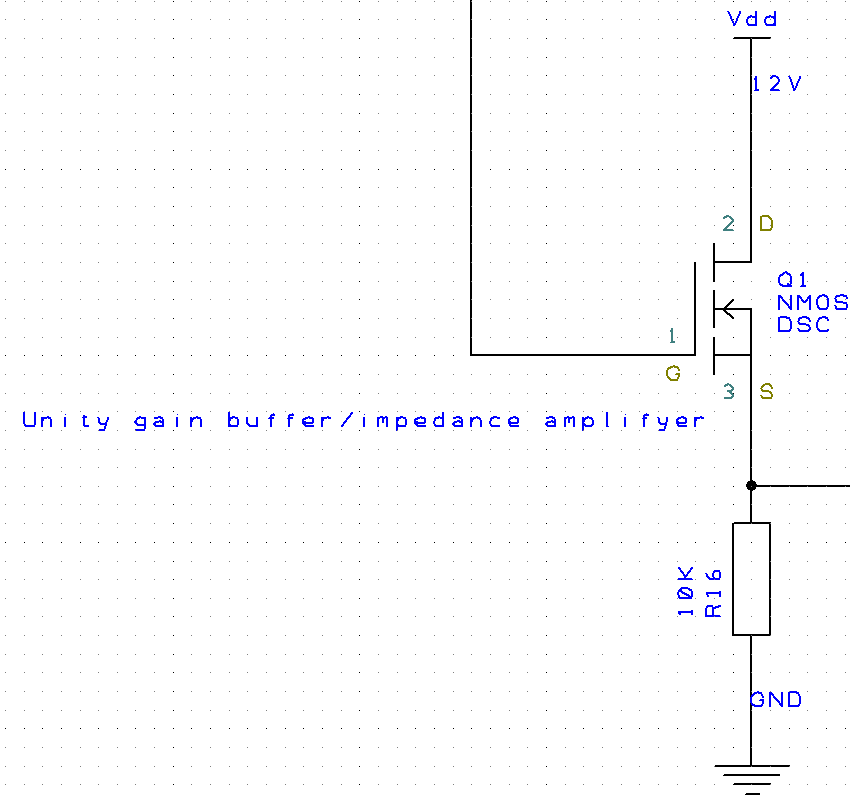 Vdd
12V
2 D
Q1
NMOS
DSC
1
G
3 S
Unity gain buffer/impedance amplifyer
10K
R16
GND